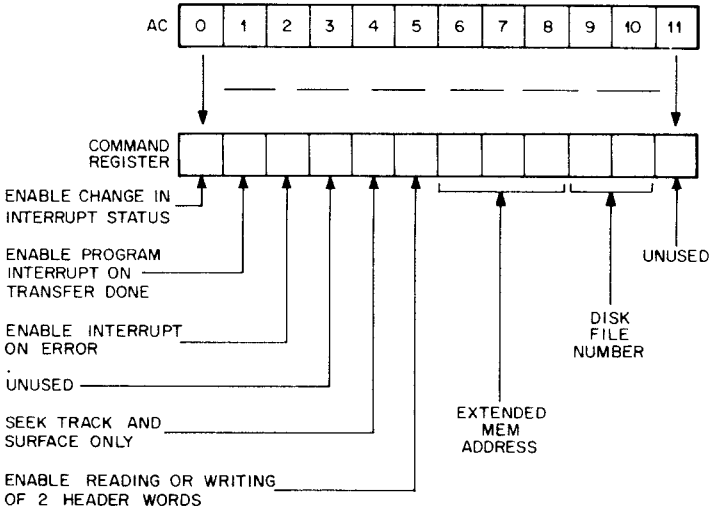 AC 0 1 2 3 4 5 6 7 8 9 10 11
COMMAND
REGISTER
ENABLE CHANGE IN
INTERRUPT STATUS
ENABLE PROGRAM
INTERRUPT ON
TRANSFER DONE
ENABLE INTERRUPT
ON ERROR
UNUSED
SEEK TRACK AND
SURFACE ONLY
ENABLE READING OR WRITING
OF 2 HEADER WORDS
EXTENDED
MEM
ADDRESS
DISK
FILE
NUMBER
UNUSED